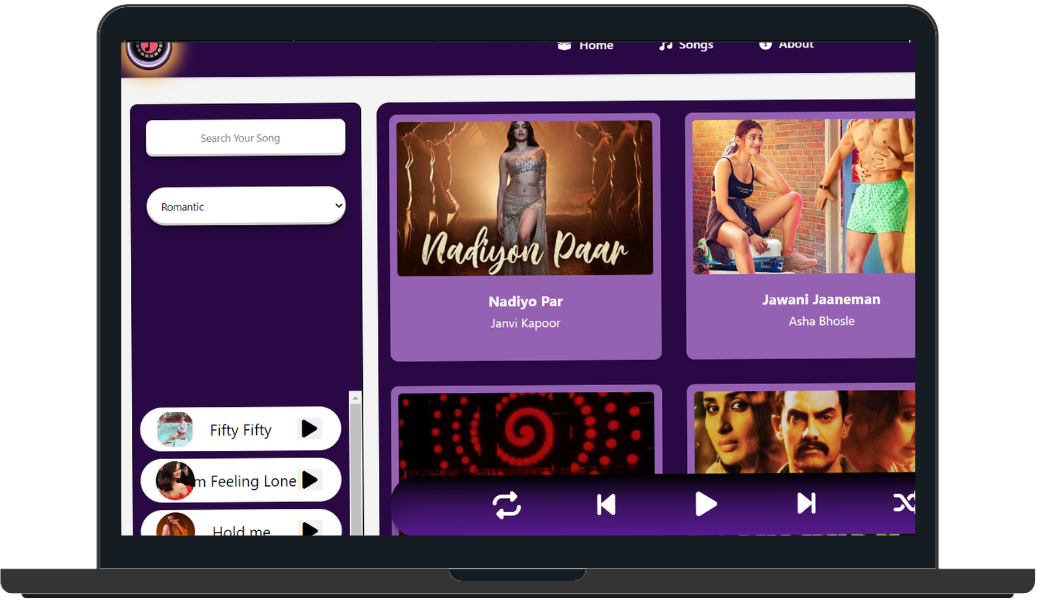 Home
Songs
About
Search Your Song
Romantic
Nadiyon Paar
Nadiyo Par
Janvi Kapoor
Jawani Jaaneman
Asha Bhosle
Fifty Fifty
m Feeling Lone
Hold me